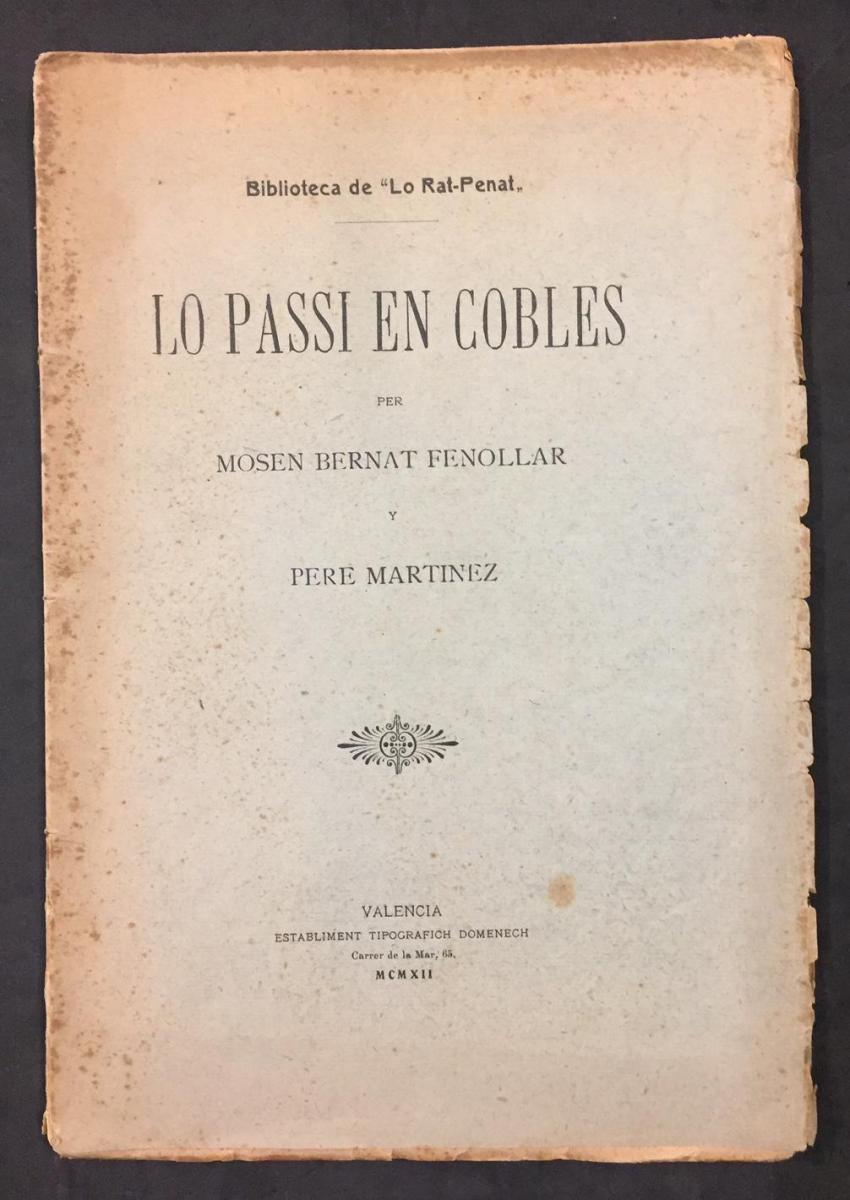 Biblioteca de “Lo Rat-Penat„
LO PASSI EN COBLES
PER
MOSEN BERNAT FENOLLAR
Y
PERE MARTINEZ
VALENCIA
ESTABLIMENT TIPOGRAFICH DOMENECH
Carrer de la Mar, 65.
MCMXII